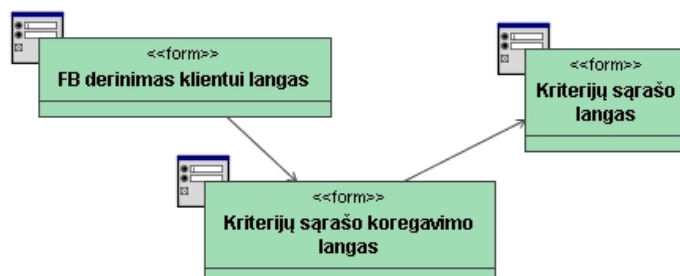 <<form>>
FB derinimas klientui langas
<<form>>
Kriterijų sąrašo
langas
<<form>>
Kriterijų sąrašo koregavimo
langas